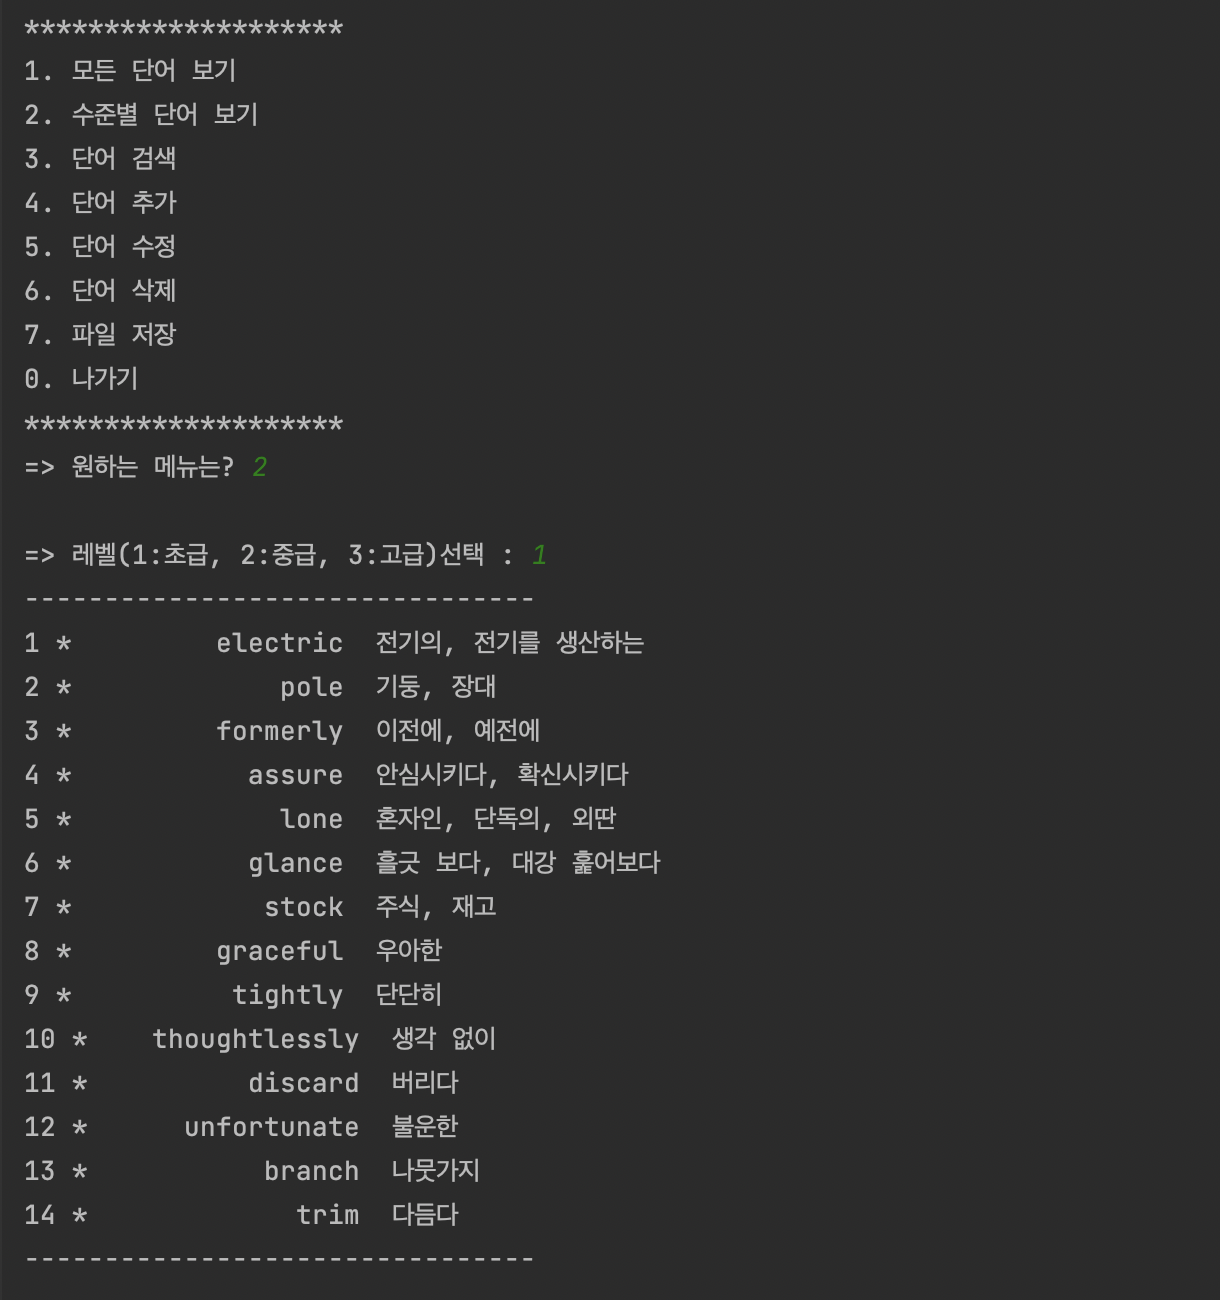 ********************
1. 모든 단어 보기
2. 수준별 단어 보기
3. 단어 검색
4. 단어 추가
5. 단어 수정
6. 단어 삭제
7. 파일 저장
0. 나가기
********************
=> 원하는 메뉴는? 2

=> 레벨(1:초급, 2:중급, 3:고급)선택 : 1
--------------------------------
1 *         electric  전기의, 전기를 생산하는
2 *             pole  기둥, 장대
3 *         formerly  이전에, 예전에
4 *           assure  안심시키다, 확신시키다
5 *             lone  혼자인, 단독의, 외딴
6 *           glance  흘긋 보다, 대강 훑어보다
7 *            stock  주식, 재고
8 *         graceful  우아한
9 *          tightly  단단히
10 *    thoughtlessly  생각 없이
11 *          discard  버리다
12 *      unfortunate  불운한
13 *           branch  나뭇가지
14 *             trim  다듬다
--------------------------------